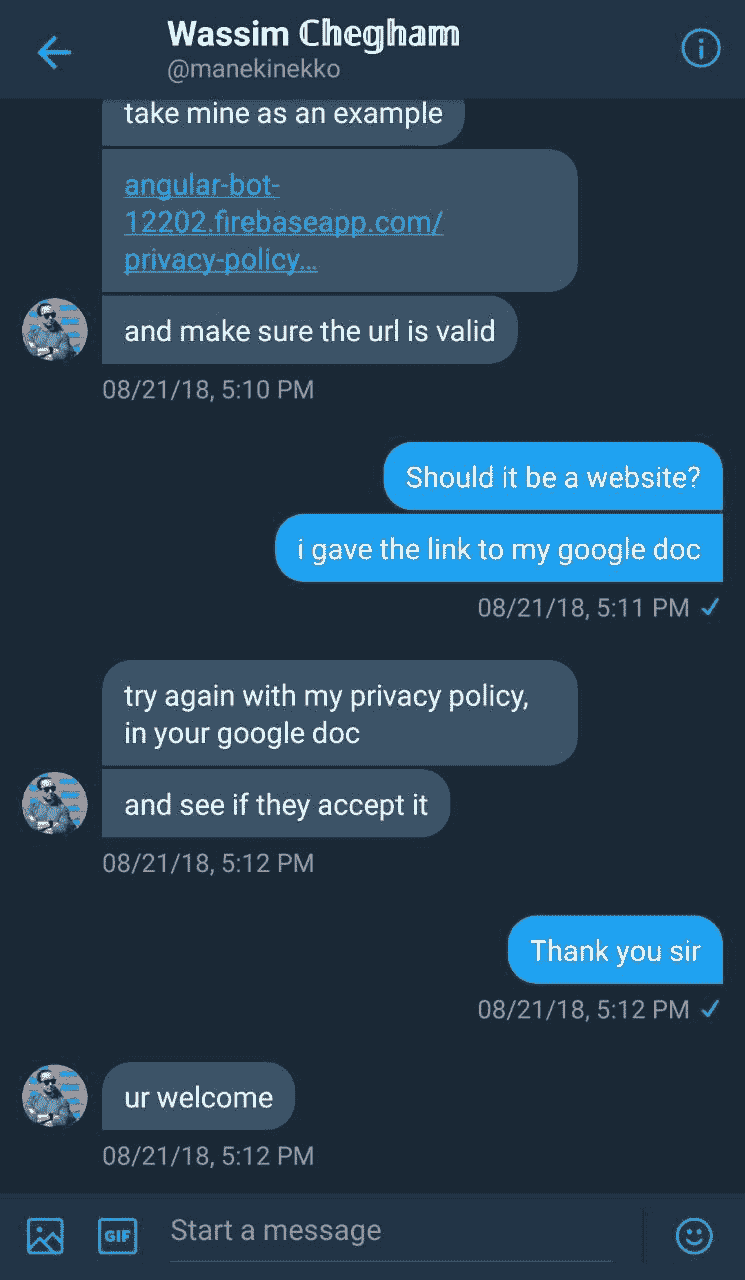 Wassim ℂ𝕙𝕖𝕘𝕙𝕒𝕞
@manekinekko
take mine as an example
angular-bot-
12202.firebaseapp.com/
privacy-policy...
and make sure the url is valid
08/21/18, 5:10 PM
Should it be a website?
i gave the link to my google doc
08/21/18, 5:11 PM
try again with my privacy policy,
in your google doc
and see if they accept it
08/21/18, 5:12 PM
Thank you sir
08/21/18, 5:12 PM
ur welcome
08/21/18, 5:12 PM
GIF
Start a message